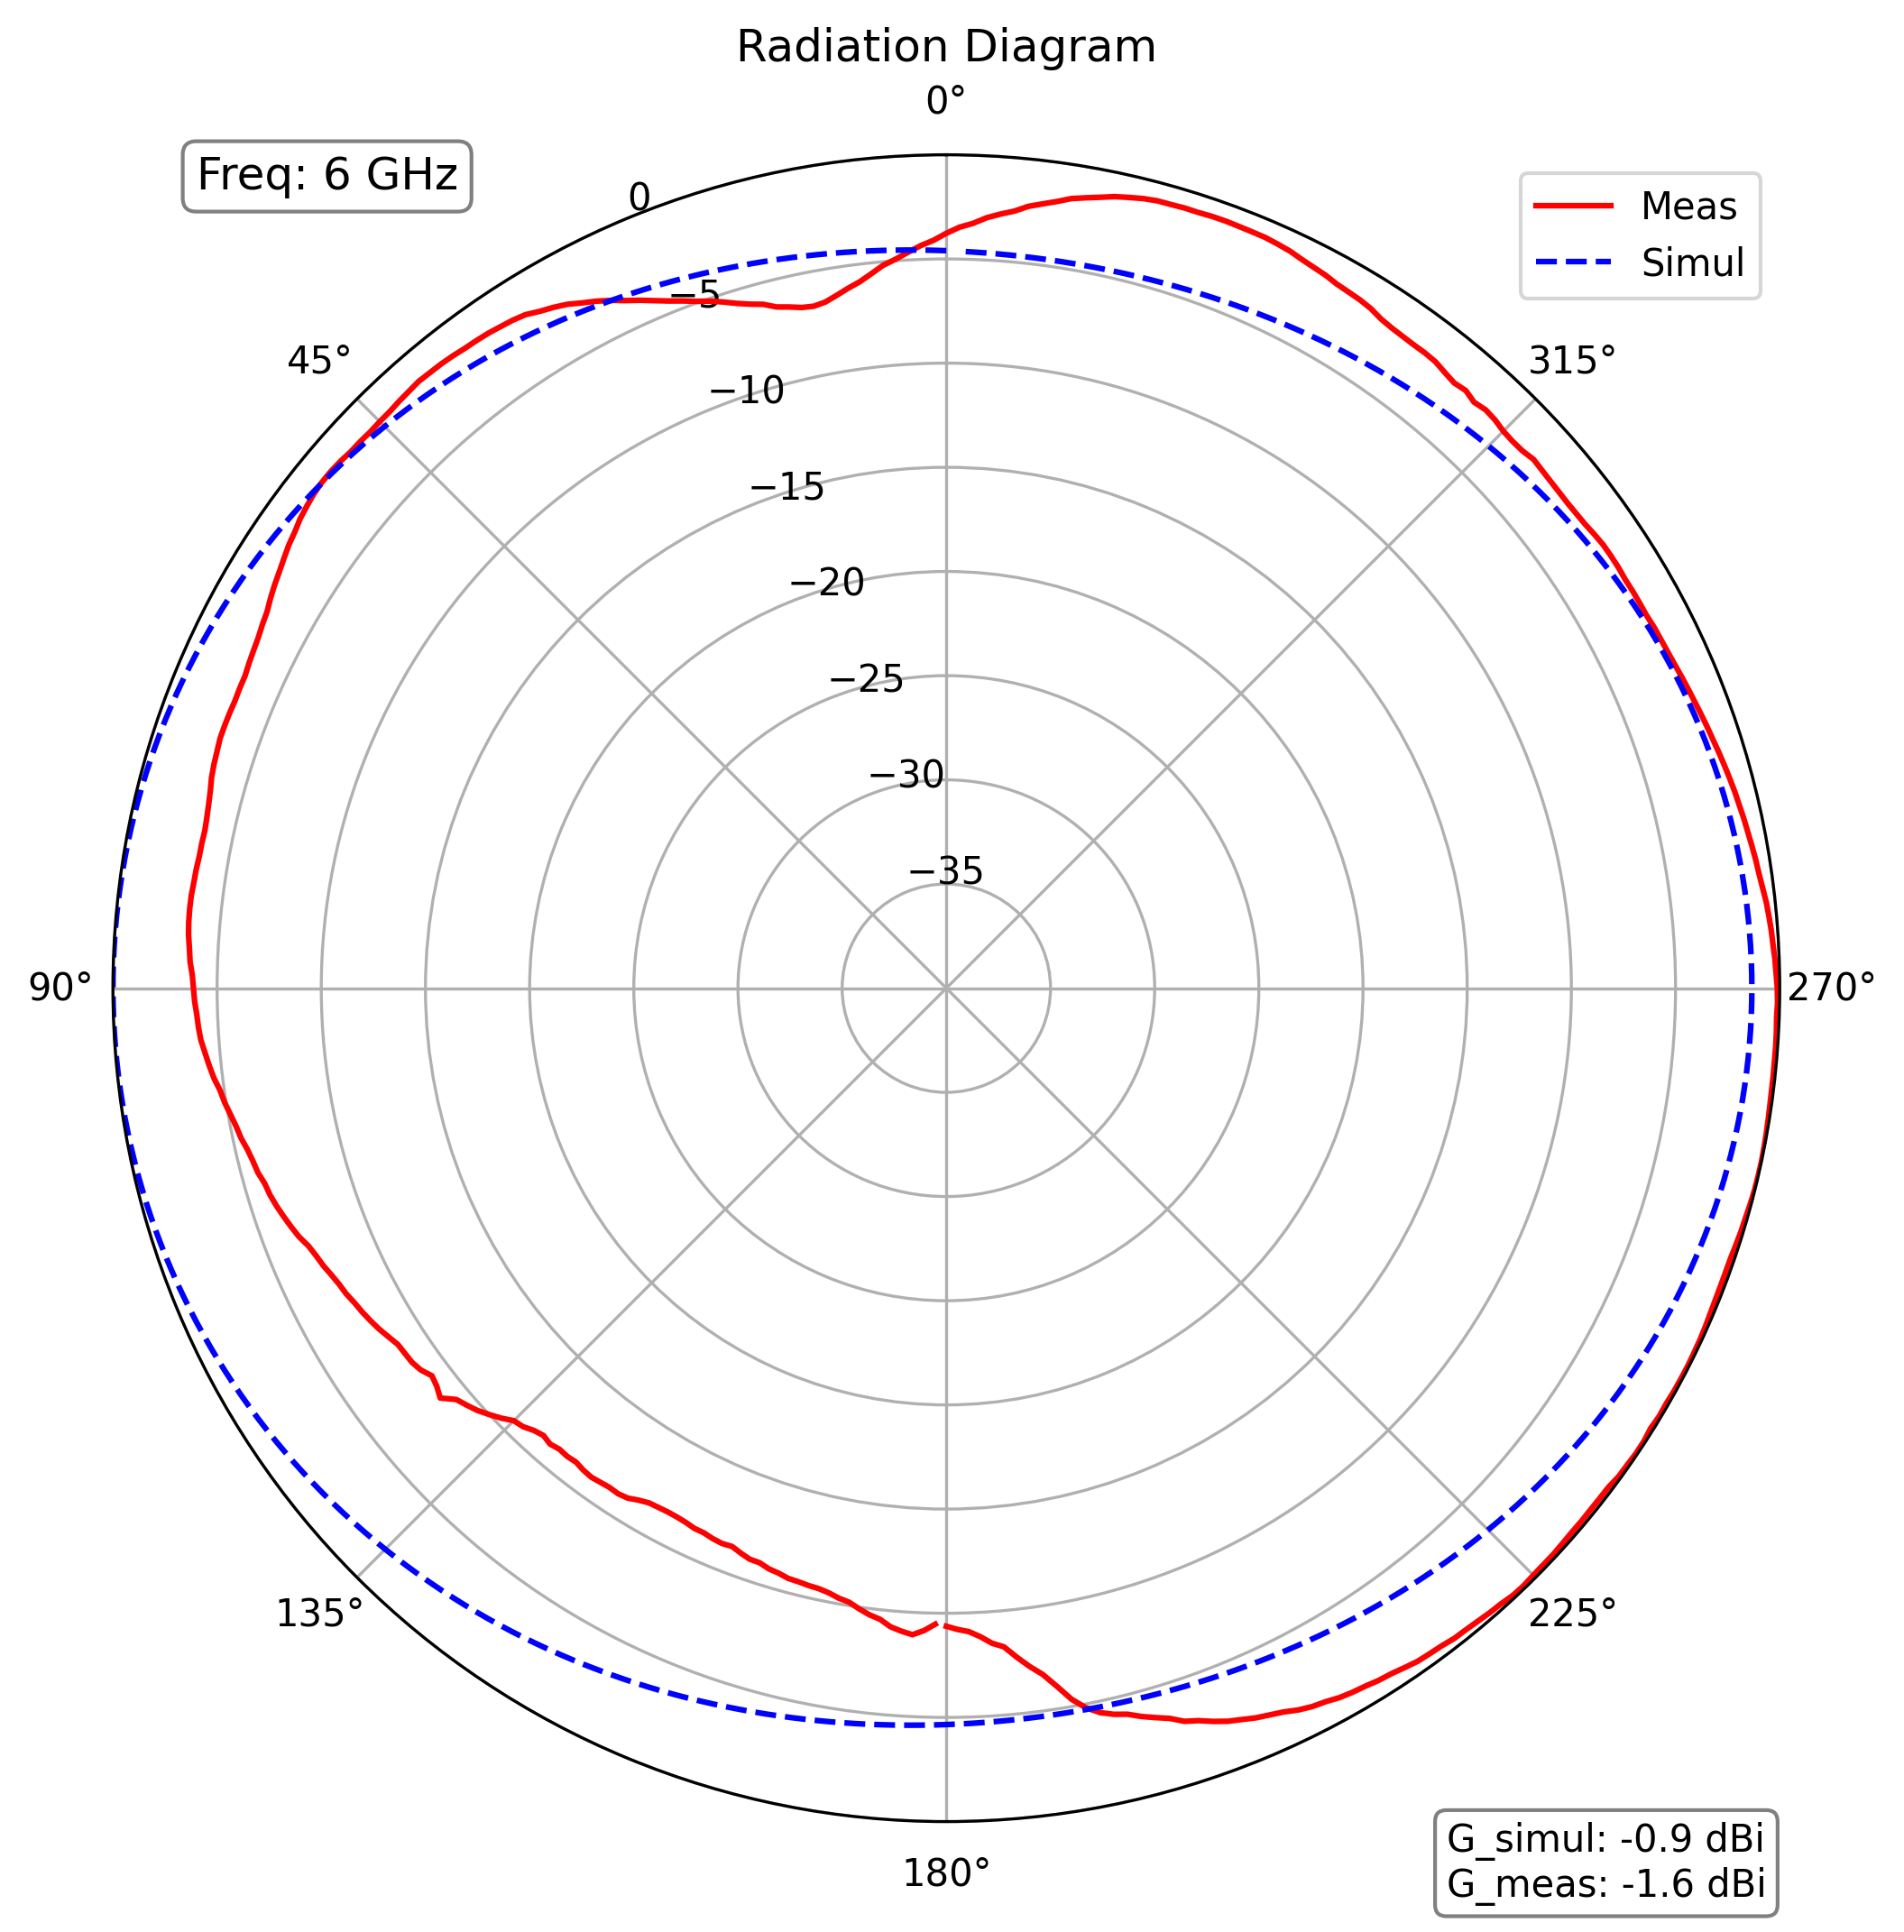 Radiation Diagram
0°
Freq: 6 GHz
0
Meas
Simul
−5
45°
315°
−10
−15
−20
−25
−30
−35
90°
270°
135°
225°
180°
G_simul: -0.9 dBi
G_meas: -1.6 dBi